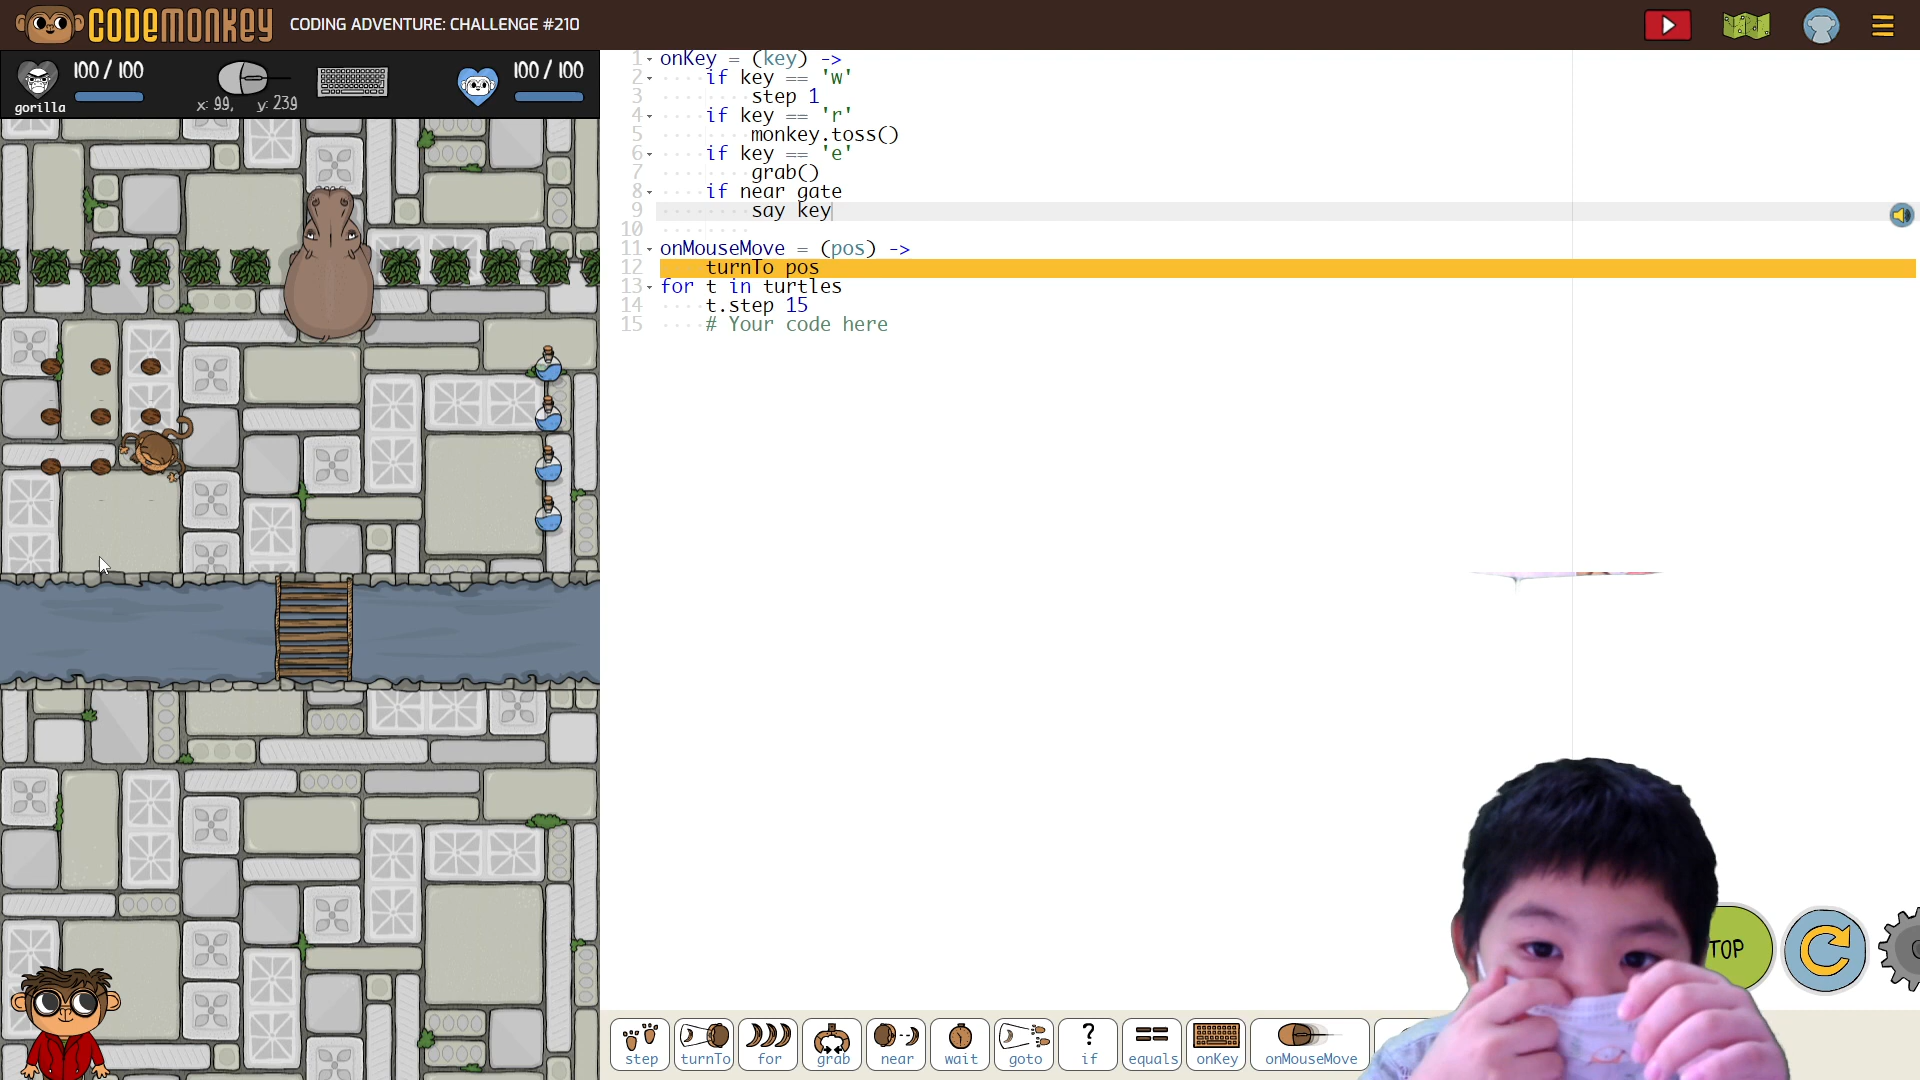 CODEMONKEY
CODING ADVENTURE: CHALLENGE #210
100 / 100
100 / 100
gorilla
x: 99, y: 239
1 onKey = (key) ->
2 if key == 'w'
3 step 1
4 if key == 'r'
5 monkey.toss()
6 if key == 'e'
7 grab()
8 if near gate
9 say key
10
11 onMouseMove = (pos) ->
12 turnTo pos
13 for t in turtles
14 t.step 15
15 # Your code here
TOP
step
turnTo
for
grab
near
wait
goto
?
if
equals
onKey
onMouseMove